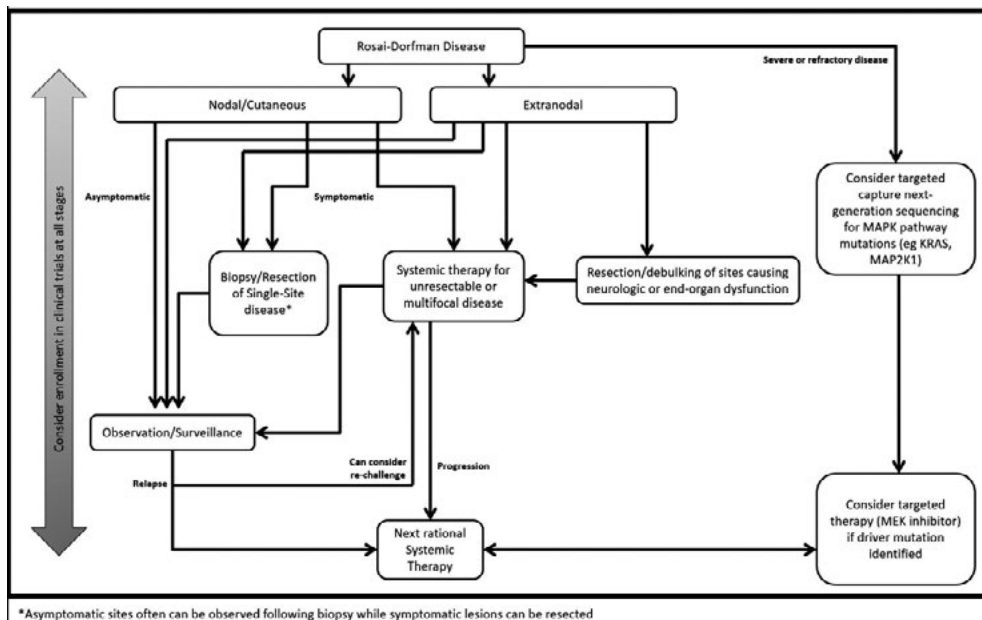 Rosai-Dorfman Disease
Severe or refractory disease
Nodal/Cutaneous
Extranodal
Consider enrollment in clinical trials at all stages
Asymptomatic
Symptomatic
Consider targeted
capture next-
generation sequencing
for MAPK pathway
mutations (eg KRAS,
MAP2K1)
Biopsy/Resection
of Single-Site
disease*
Systemic therapy for
unresectable or
multifocal disease
Resection/debulking of sites causing
neurologic or end-organ dysfunction
Observation/Surveillance
Relapse
Can consider
re-challenge
Progression
Next rational
Systemic
Therapy
Consider targeted
therapy (MEK inhibitor)
if driver mutation
identified
*Asymptomatic sites often can be observed following biopsy while symptomatic lesions can be resected